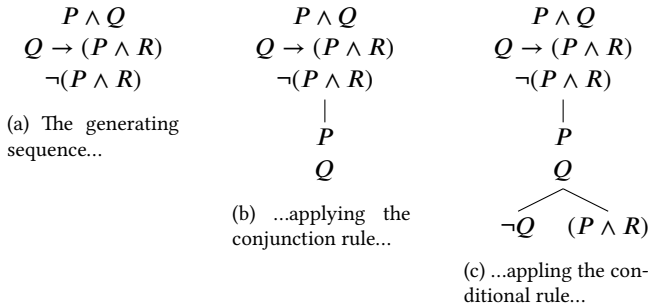 P ∧ Q
Q → (P ∧ R)
¬(P ∧ R)
(a) The generating
sequence...
P ∧ Q
Q → (P ∧ R)
¬(P ∧ R)
P
Q
(b) ...applying the
conjunction rule...
P ∧ Q
Q → (P ∧ R)
¬(P ∧ R)
P
Q
¬Q (P ∧ R)
(c) ...appling the con-
ditional rule...